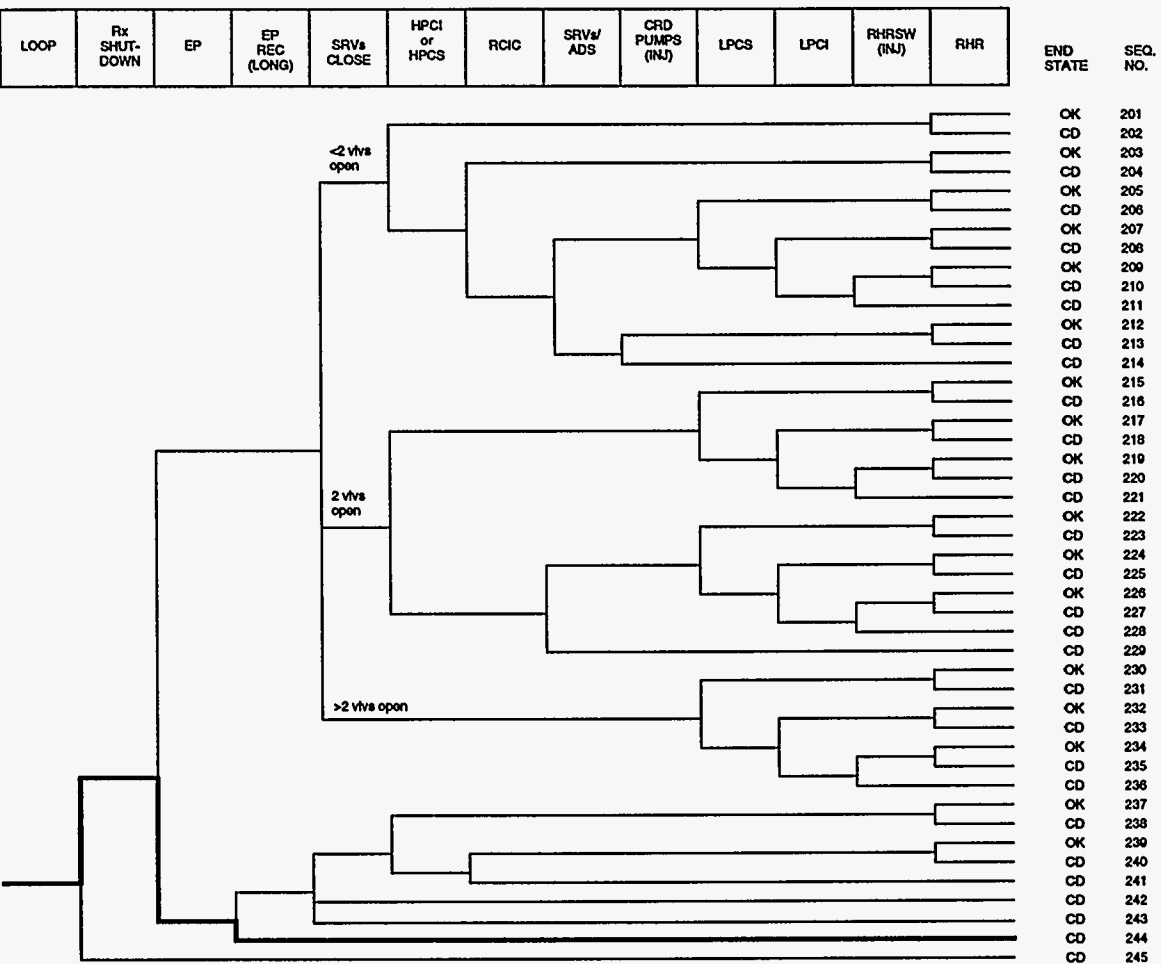 LOOP
Rx
SHUT-
DOWN
EP
EP
REC
(LONG)
SRVs
CLOSE
HPCI
or
HPCS
RCIC
SRVs/
ADS
CRD
PUMPS
(INJ)
LPCS
LPCI
RHRSW
(INJ)
RHR
END
STATE
SEQ.
NO.
<2 vlvs
open
2 vlvs
open
>2 vlvs open
OK 201
CD 202
OK 203
CD 204
OK 205
CD 206
OK 207
CD 208
OK 209
CD 210
CD 211
OK 212
CD 213
CD 214
OK 215
CD 216
OK 217
CD 218
OK 219
CD 220
CD 221
OK 222
CD 223
OK 224
CD 225
OK 226
CD 227
CD 228
CD 229
OK 230
CD 231
OK 232
CD 233
OK 234
CD 235
CD 236
OK 237
CD 238
OK 239
CD 240
CD 241
CD 242
CD 243
CD 244
CD 245